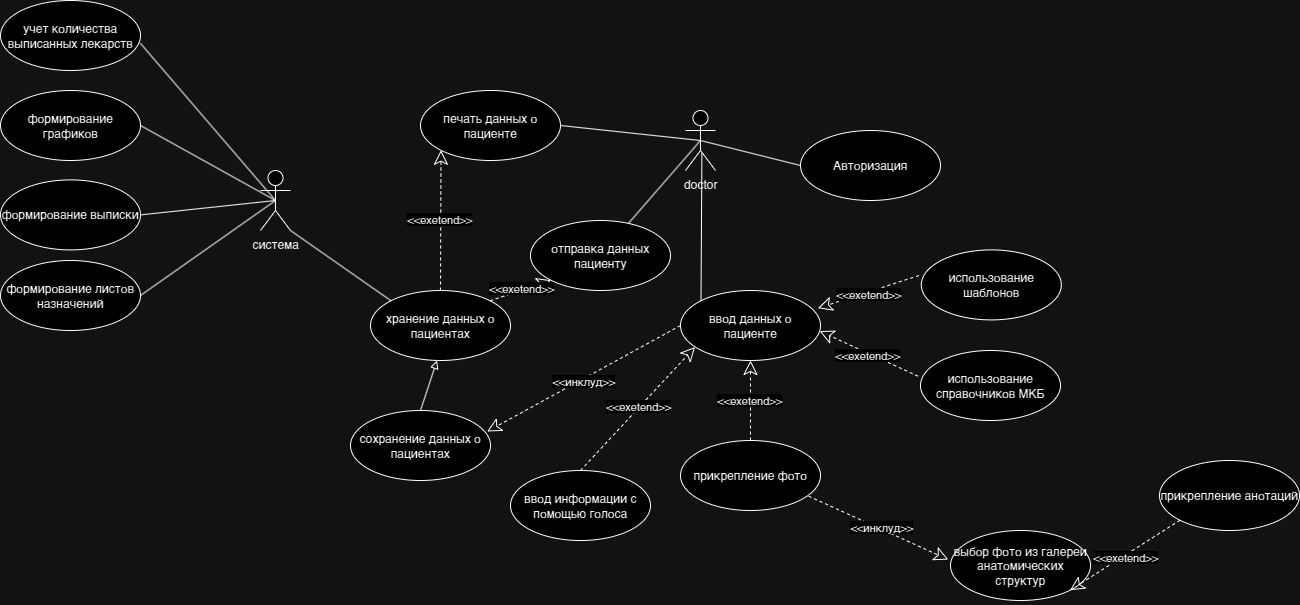 учет количества
выписанных лекарств
формирование
графиков
печать данных о
пациенте
Авторизация
doctor
формирование выписки
<<exetend>>
система
отправка данных
пациенту
формирование листов
назначений
<<exetend>>
использование
шаблонов
<<exetend>>
хранение данных о
пациентах
ввод данных о
пациенте
<<exetend>>
использование
справочников МКБ
<<инклуд>>
<<exetend>>
<<exetend>>
сохранение данных о
пациентах
прикрепление фото
ввод информации с
помощью голоса
прикрепление анотаций
<<инклуд>>
выбор фото из галереи
анатомических
структур
<<exetend>>